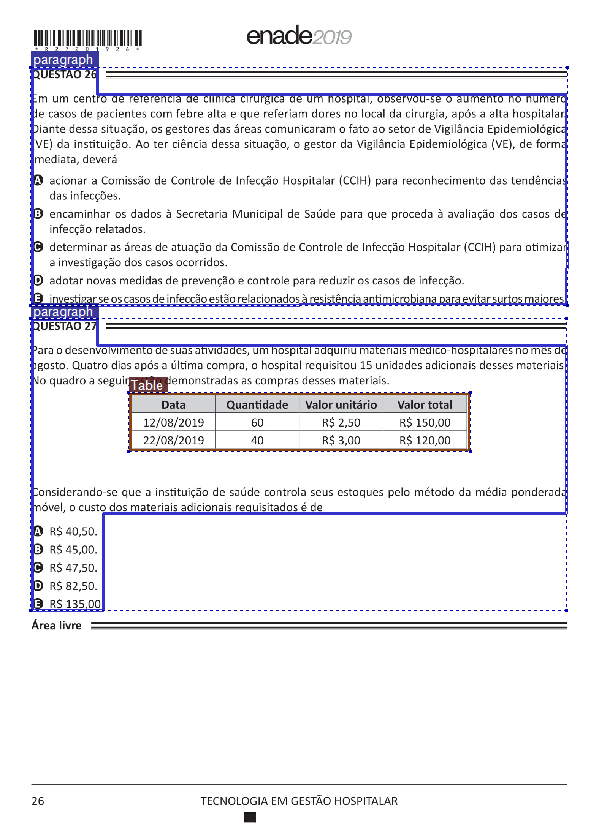 *R2720192 6*
enade2019
paragraph
QUESTÃO 26
Em um centro de referência de clínica cirúrgica de um hospital, observou-se o aumento no número
de casos de pacientes com febre alta e que referiam dores no local da cirurgia, após a alta hospitalar.
Diante dessa situação, os gestores das áreas comunicaram o fato ao setor de Vigilância Epidemiológica
(VE) da instituição. Ao ter ciência dessa situação, o gestor da Vigilância Epidemiológica (VE), de forma
imediata, deverá
A acionar a Comissão de Controle de Infecção Hospitalar (CCIH) para reconhecimento das tendências
das infecções.
B encaminhar os dados à Secretaria Municipal de Saúde para que proceda à avaliação dos casos de
infecção relatados.
C determinar as áreas de atuação da Comissão de Controle de Infecção Hospitalar (CCIH) para otimizar
a investigação dos casos ocorridos.
D adotar novas medidas de prevenção e controle para reduzir os casos de infecção.
E investigar se os casos de infecção estão relacionados à resistência antimicrobiana para evitar surtos maiores.
paragraph
QUESTÃO 27
Para o desenvolvimento de suas atividades, um hospital adquiriu materiais médico-hospitalares no mês de
agosto. Quatro dias após a última compra, o hospital requisitou 15 unidades adicionais desses materiais.
No quadro a seguir demonstradas as compras desses materiais.
Table
Data Quantidade Valor unitário Valor total
12/08/2019 60 R$ 2,50 R$ 150,00
22/08/2019 40 R$ 3,00 R$ 120,00
Considerando-se que a instituição de saúde controla seus estoques pelo método da média ponderada
móvel, o custo dos materiais adicionais requisitados é de
A R$ 40,50.
B R$ 45,00.
C R$ 47,50.
D R$ 82,50.
E R$ 135,00
Área livre
26 TECNOLOGIA EM GESTÃO HOSPITALAR